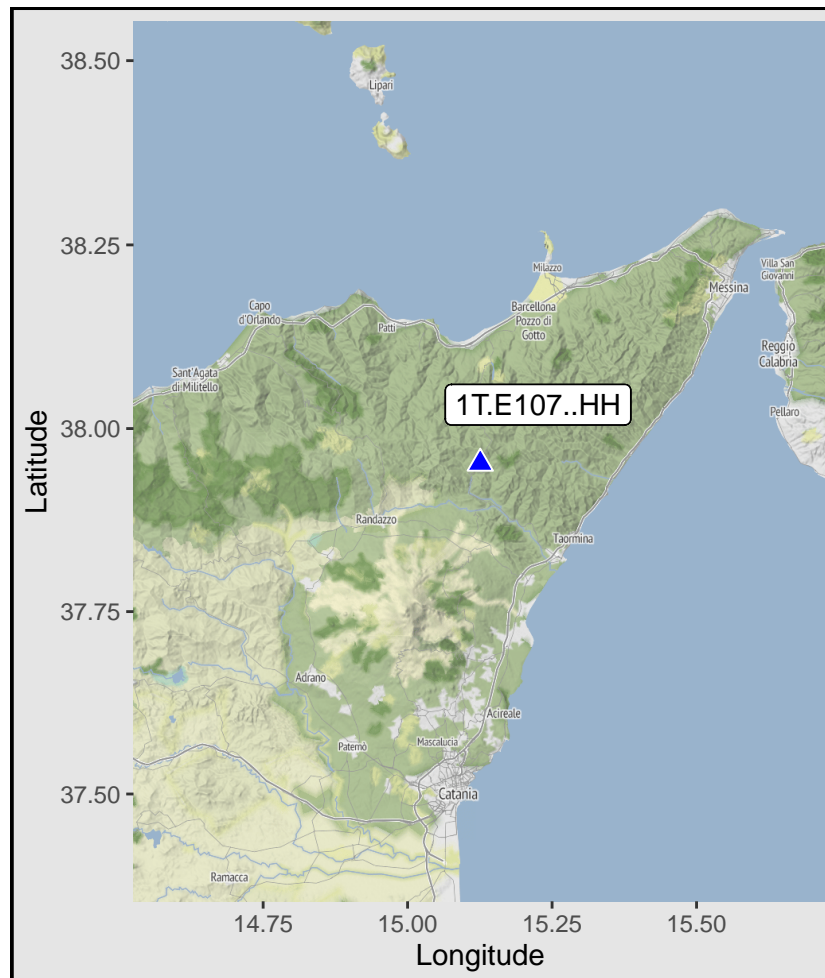 38.50
38.25
38.00
37.75
37.50
Latitude
14.75
15.00
15.25
15.50
Longitude
Lipari
Milazzo
Villa San
Giovanni
Messina
Capo
d'Orlando
Patti
Barcellona
Pozzo di
Gotto
Reggio
Calabria
Sant'Agata
di Militello
1T.E107..HH
Pellaro
Randazzo
Taormina
Adrano
Acireale
Paternò
Mascalucia
Catania
Ramacca